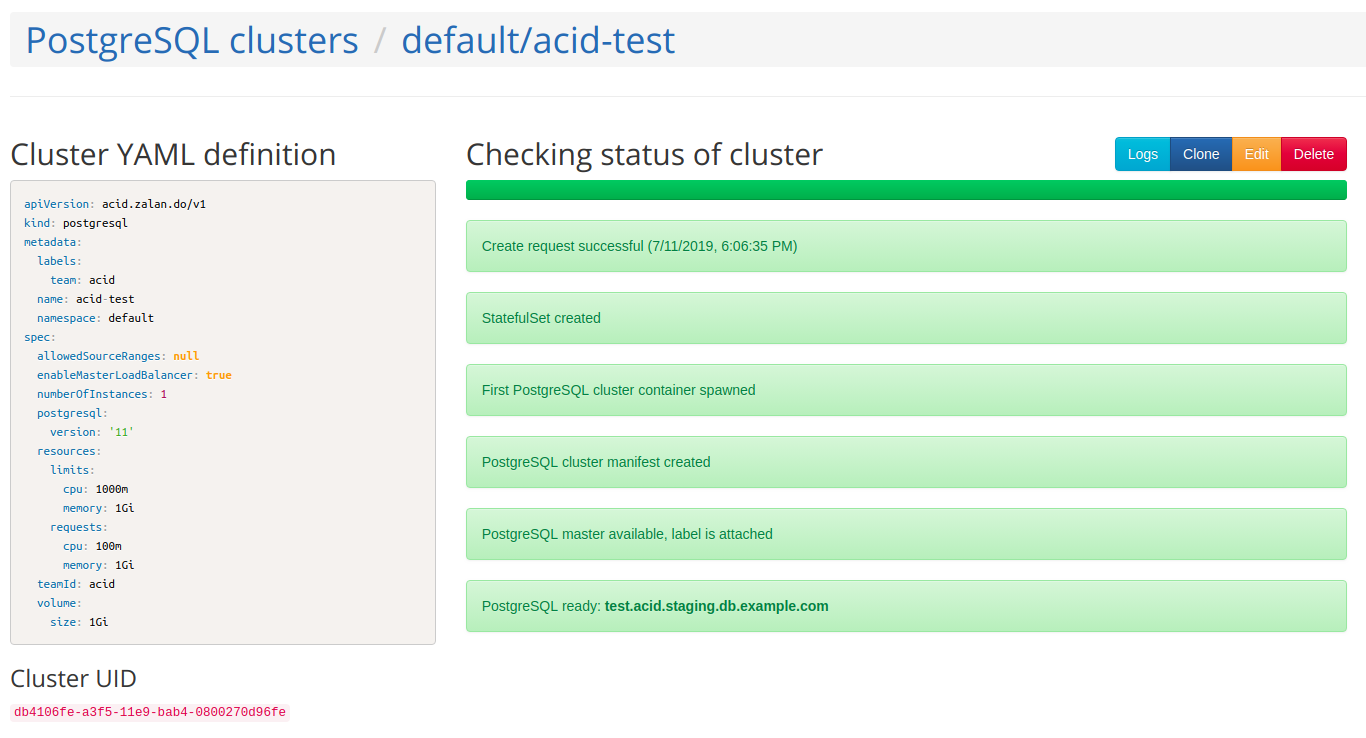 PostgreSQL clusters / default/acid-test
Cluster YAML definition
apiVersion: acid.zalan.do/v1
kind: postgresql
metadata:
  labels:
    team: acid
  name: acid-test
  namespace: default
spec:
  allowedSourceRanges: null
  enableMasterLoadBalancer: true
  numberOfInstances: 1
  postgresql:
    version: '11'
  resources:
    limits:
      cpu: 1000m
      memory: 1Gi
    requests:
      cpu: 100m
      memory: 1Gi
  teamId: acid
  volume:
    size: 1Gi
Cluster UID
db4106fe-a3f5-11e9-bab4-0800270d96fe
Checking status of cluster
Logs Clone Edit Delete
Create request successful (7/11/2019, 6:06:35 PM)
StatefulSet created
First PostgreSQL cluster container spawned
PostgreSQL cluster manifest created
PostgreSQL master available, label is attached
PostgreSQL ready: test.acid.staging.db.example.com